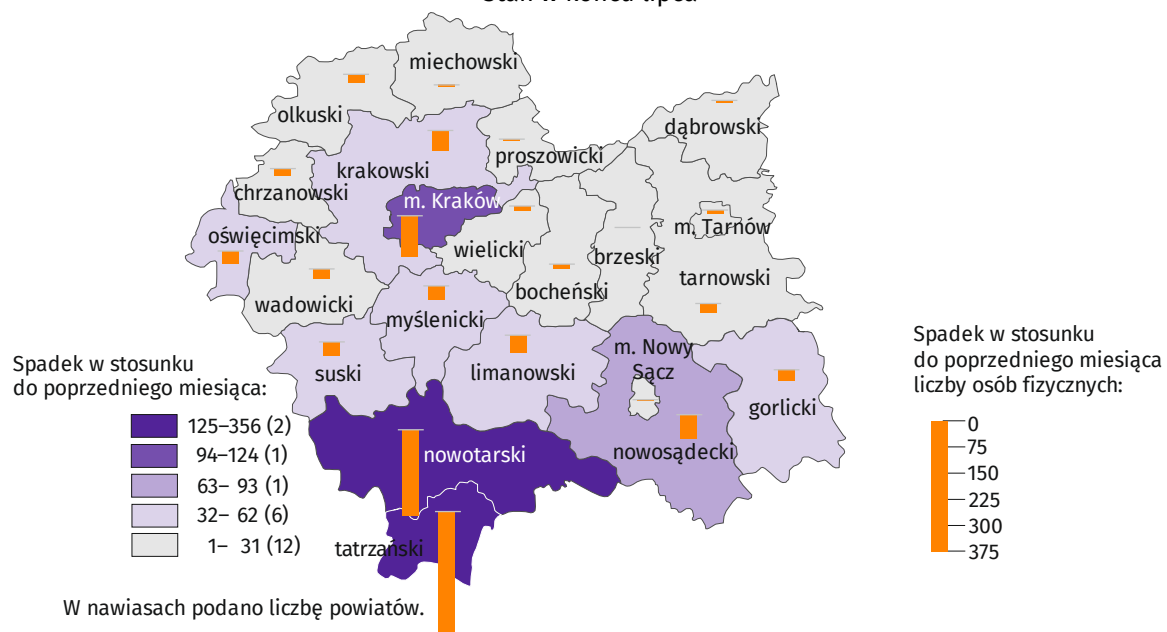 Stan w końcu lipca
miechowski
olkuski
dąbrowski
proszowicki
krakowski
chrzanowski
m. Kraków
m. Tarnów
oświęcimski
wielicki
brzeski
tarnowski
bocheński
wadowicki
myślenicki
m. Nowy
Sącz
suski
limanowski
gorlicki
nowotarski
nowosądecki
tatrzański
Spadek w stosunku
do poprzedniego miesiąca:
125–356 (2)
94–124 (1)
63– 93 (1)
32– 62 (6)
1– 31 (12)
W nawiasach podano liczbę powiatów.
Spadek w stosunku
do poprzedniego miesiąca
liczby osób fizycznych:
0
75
150
225
300
375